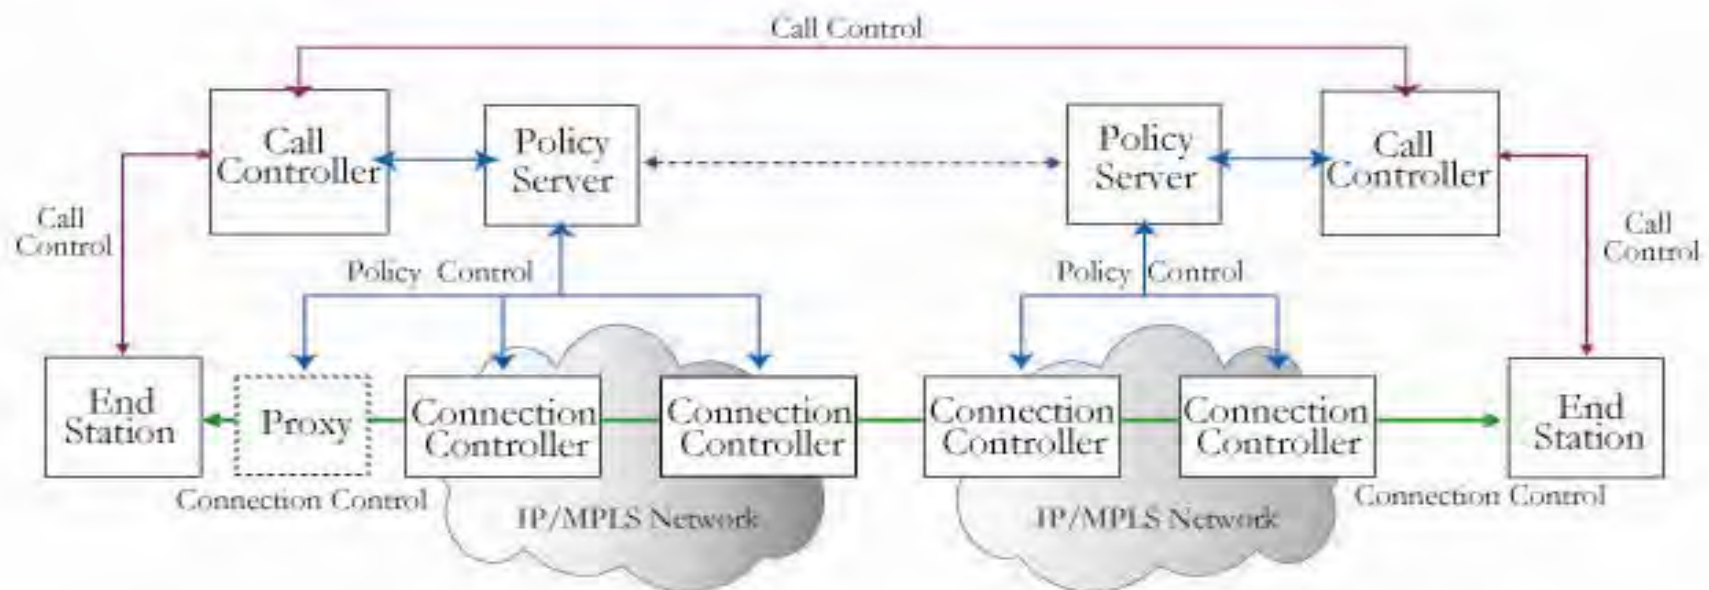 Call Control
Call
Controller
Policy
Server
Policy
Server
Call
Controller
Call
Control
Call
Control
Policy Control
Policy Control
End
Station
Proxy
Connection
Controller
Connection
Controller
Connection
Controller
Connection
Controller
End
Station
Connection Control
Connection Control
IP/MPLS Network
IP/MPLS Network